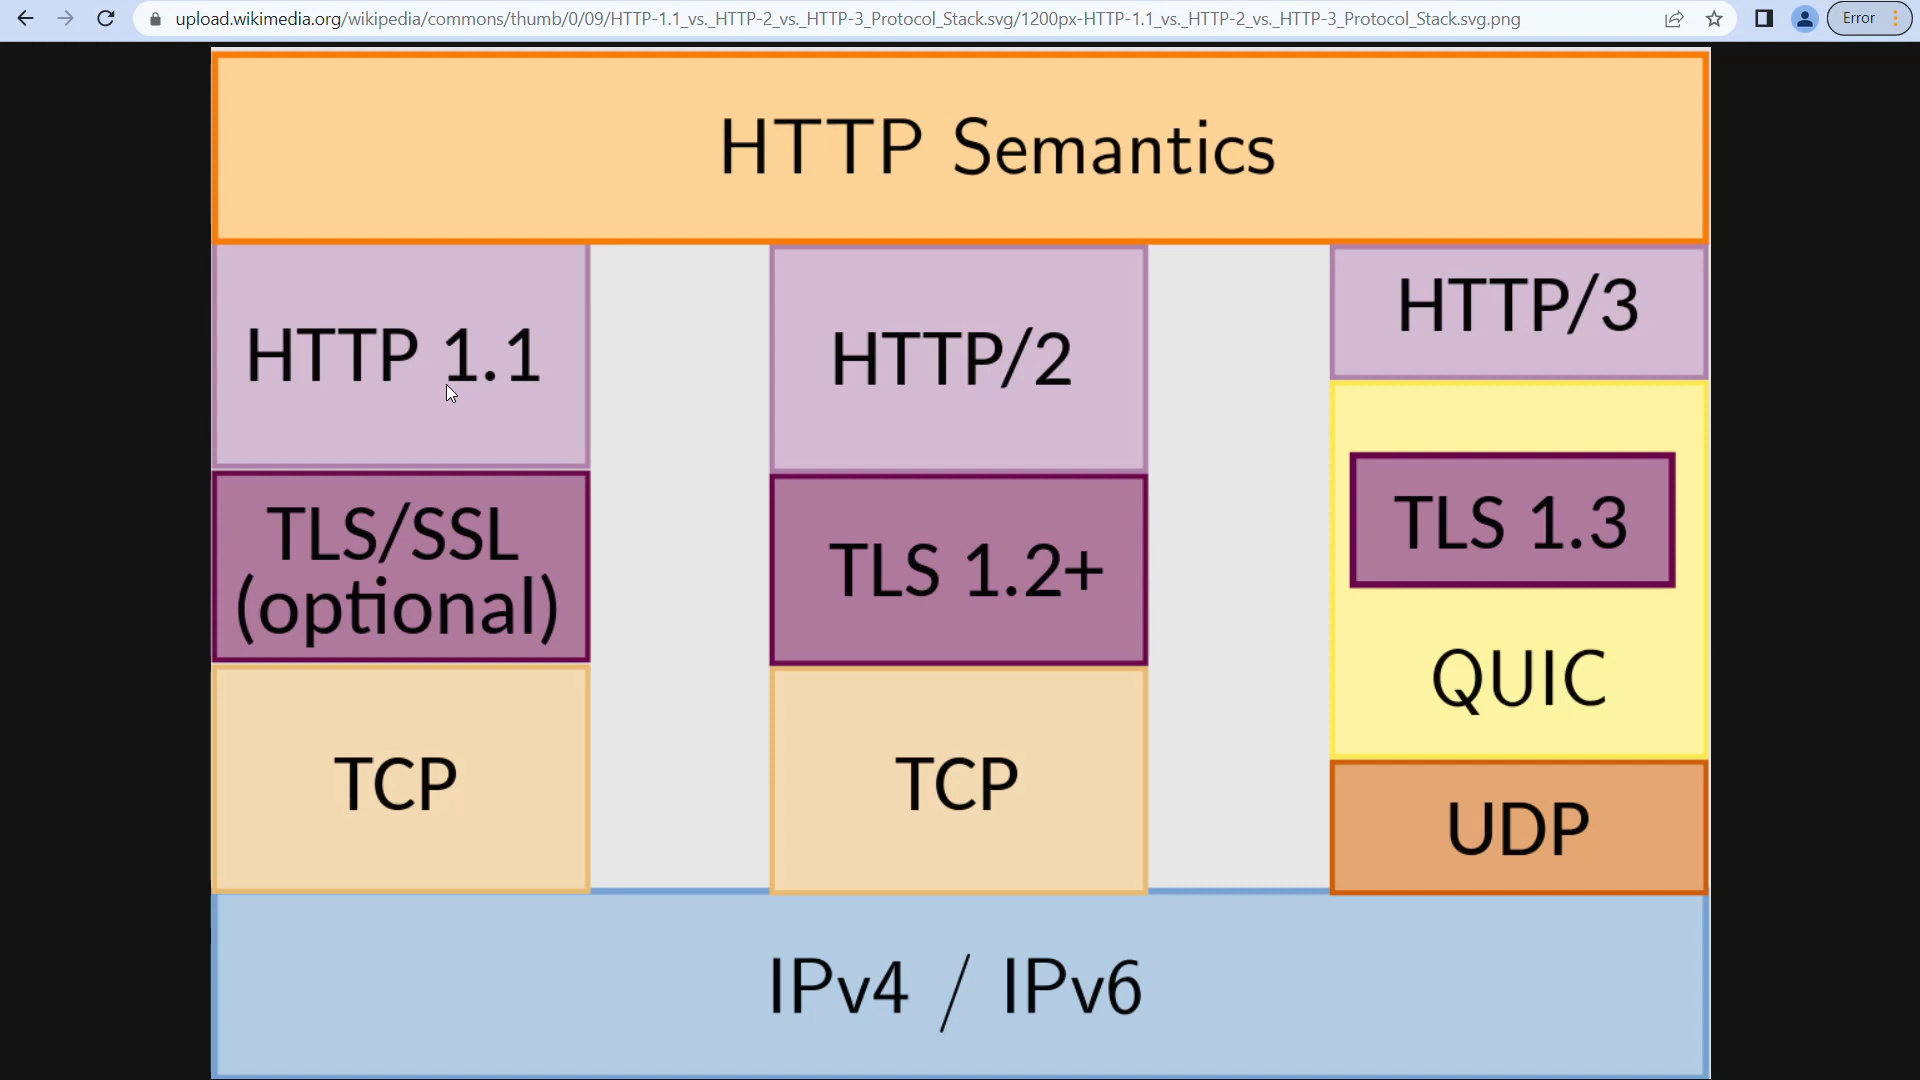 upload.wikimedia.org/wikipedia/commons/thumb/0/09/HTTP-1.1_vs._HTTP-2_vs._HTTP-3_Protocol_Stack.svg/1200px-HTTP-1.1_vs._HTTP-2_vs._HTTP-3_Protocol_Stack.svg.png
Error
HTTP Semantics
HTTP 1.1
TLS/SSL
(optional)
TCP
HTTP/2
TLS 1.2+
TCP
HTTP/3
TLS 1.3
QUIC
UDP
IPv4 / IPv6